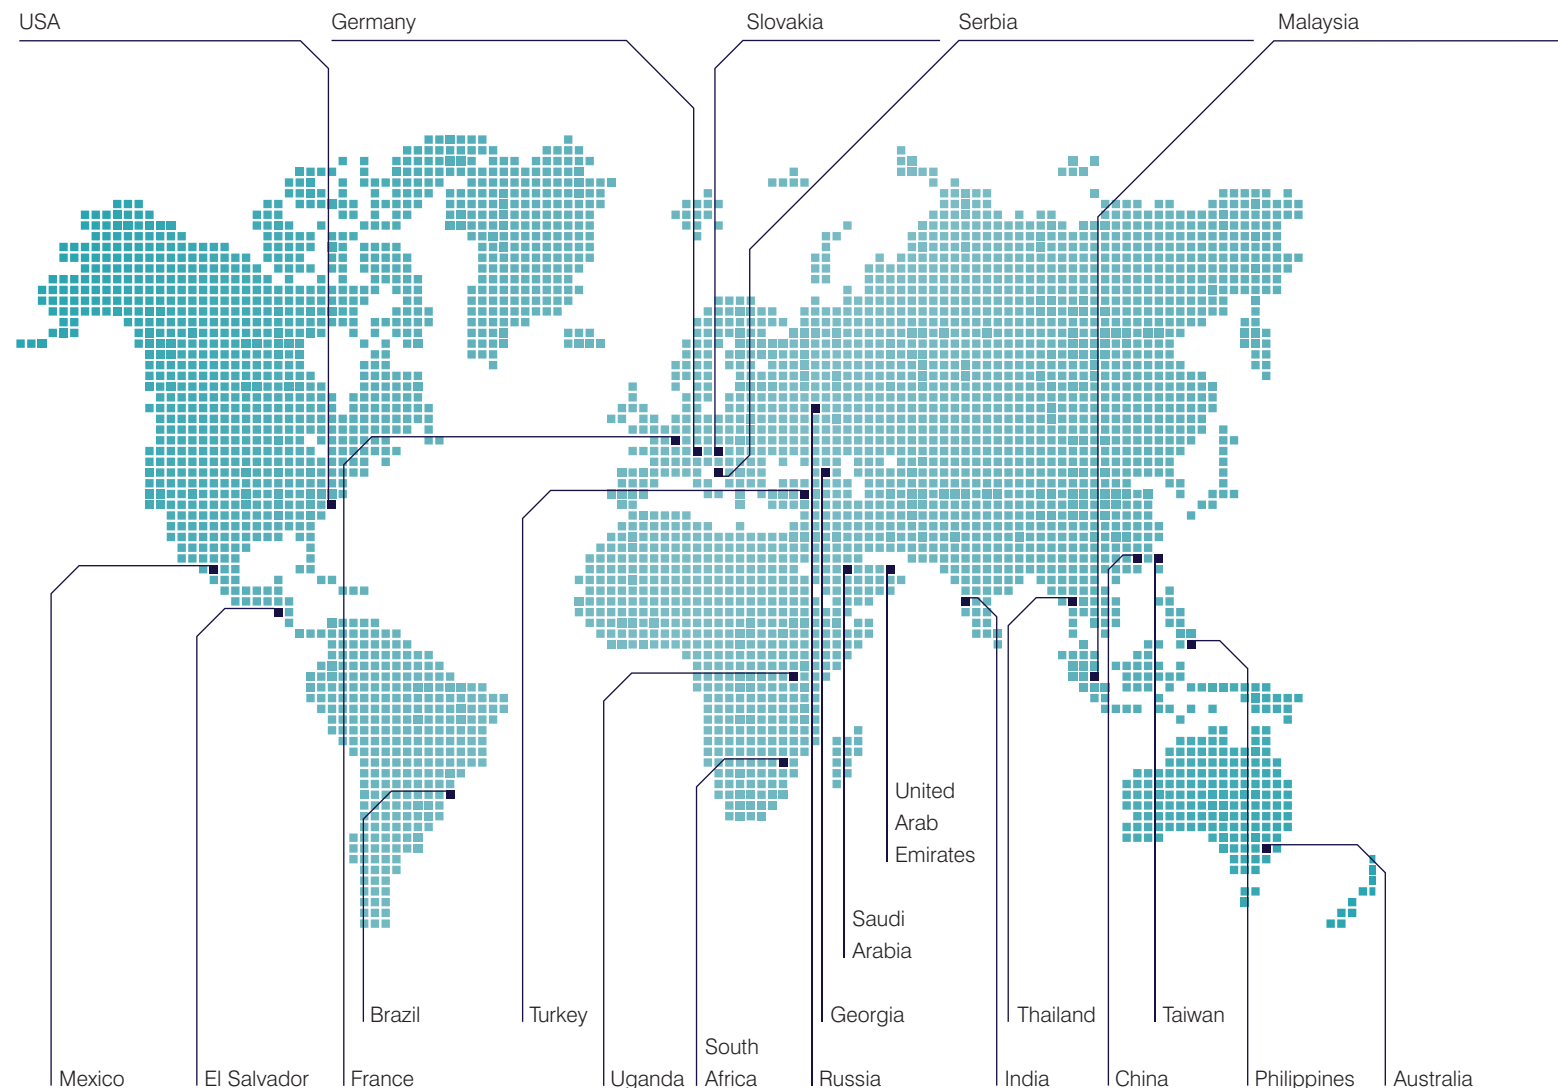 USA
Germany
Slovakia
Serbia
Malaysia
United
Arab
Emirates
Saudi
Arabia
Brazil
Turkey
Georgia
Thailand
Taiwan
Mexico
El Salvador
France
Uganda
South
Africa
Russia
India
China
Philippines
Australia